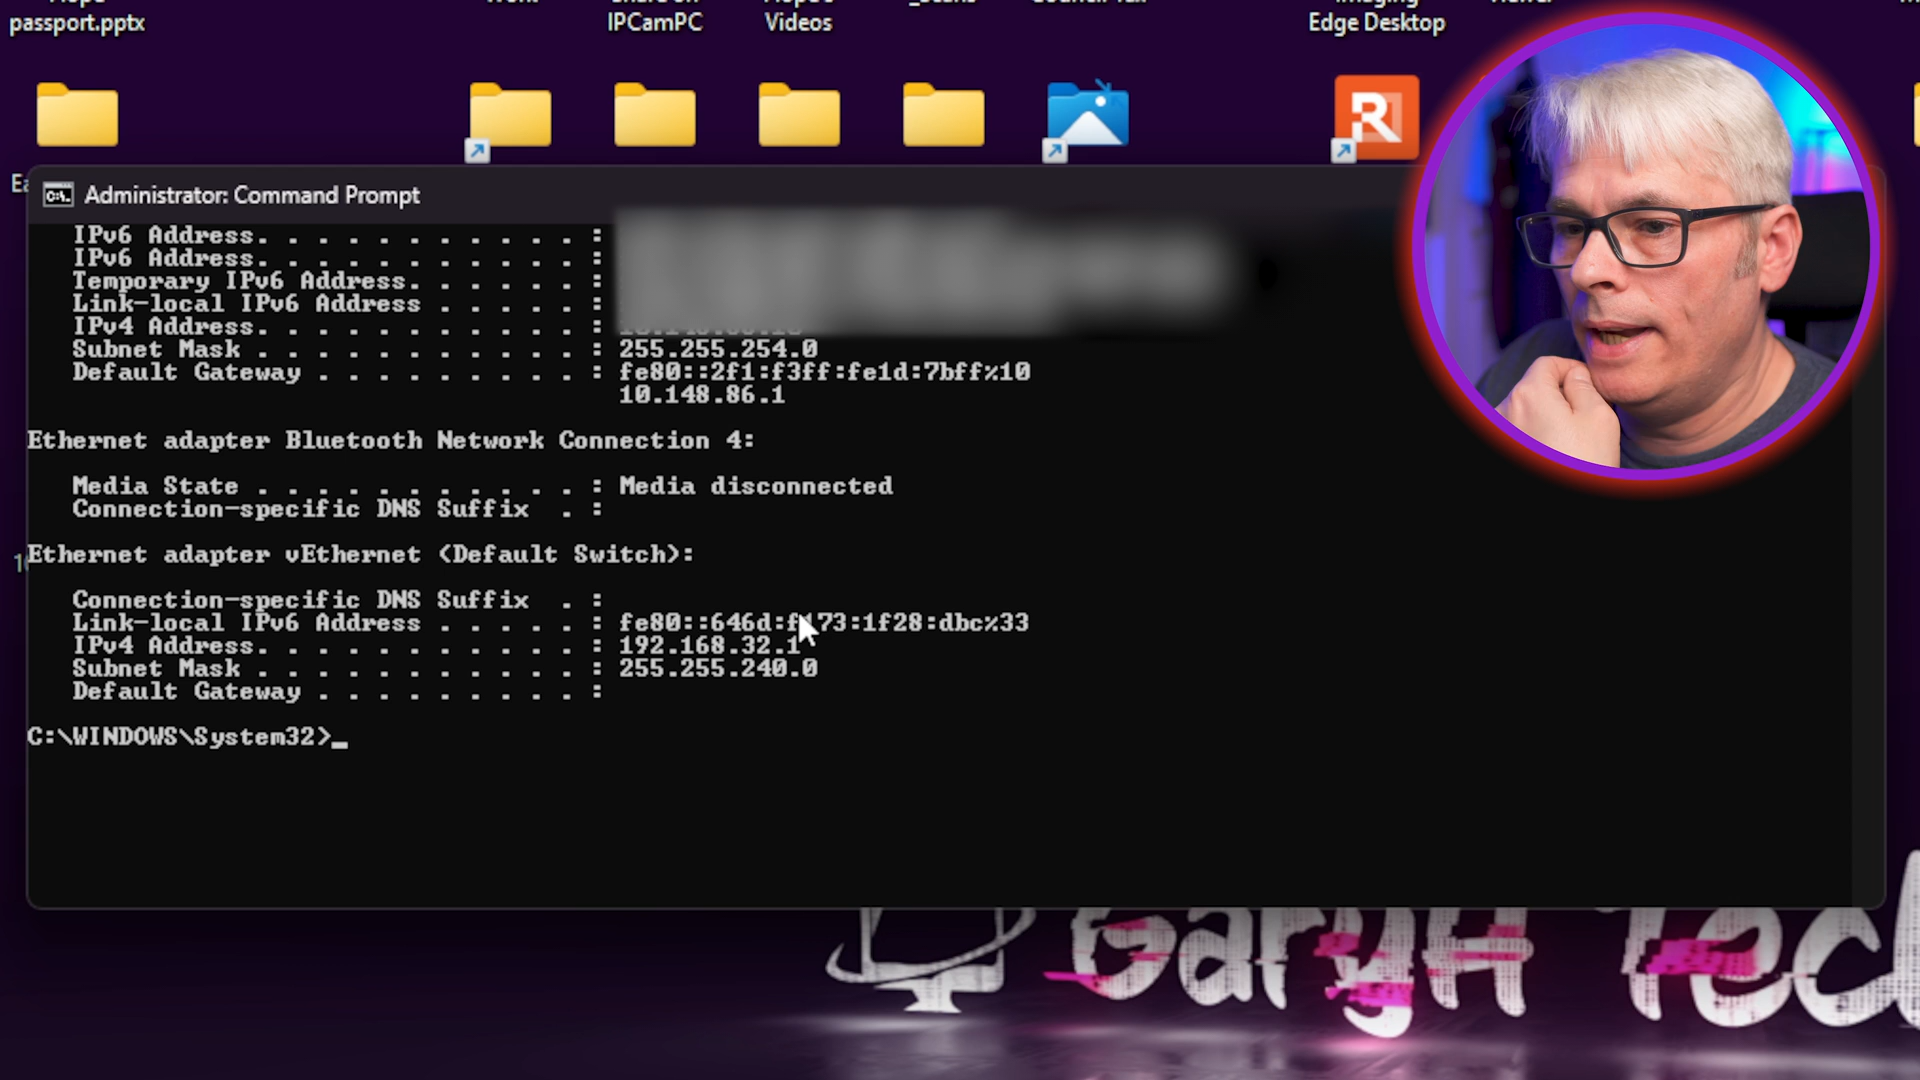 passport.pptx
IPCamPC
Videos
Edge Desktop
R
Administrator: Command Prompt
IPv6 Address. . . . . . . . . . . :
IPv6 Address. . . . . . . . . . . :
Temporary IPv6 Address. . . . . . :
Link-local IPv6 Address . . . . . :
IPv4 Address. . . . . . . . . . . :
Subnet Mask . . . . . . . . . . . : 255.255.254.0
Default Gateway . . . . . . . . . : fe80::2f1:f3ff:fe1d:7bff%10
10.148.86.1
Ethernet adapter Bluetooth Network Connection 4:
Media State . . . . . . . . . . . : Media disconnected
Connection-specific DNS Suffix  . :
Ethernet adapter vEthernet (Default Switch):
Connection-specific DNS Suffix  . :
Link-local IPv6 Address . . . . . : fe80::646d:f173:1f28:dbc%33
IPv4 Address. . . . . . . . . . . : 192.168.32.1
Subnet Mask . . . . . . . . . . . : 255.255.240.0
Default Gateway . . . . . . . . . :
C:\WINDOWS\System32>
GaryH Tech